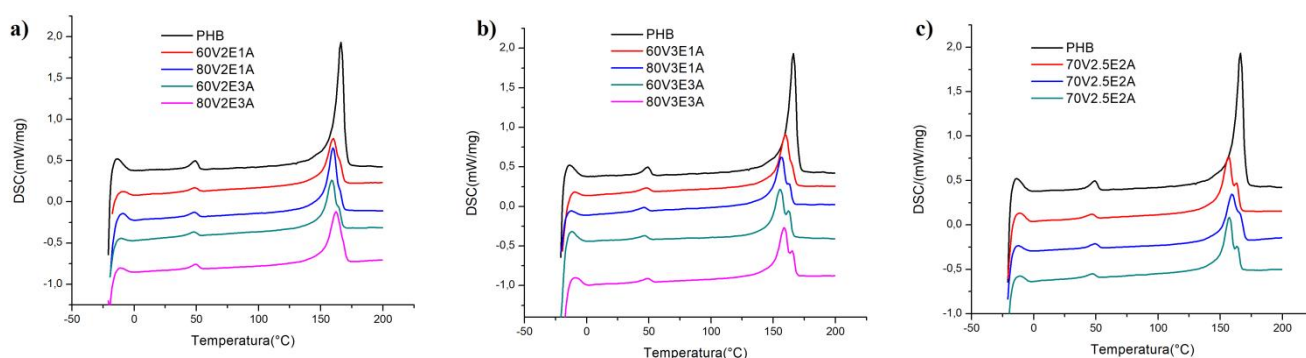 a)
PHB
60V2E1A
80V2E1A
60V2E3A
80V2E3A
DSC(mW/mg)
2,0
1,5
1,0
0,5
0,0
-0,5
-1,0
-50 0 50 100 150 200
Temperatura(°C)
b)
PHB
60V3E1A
80V3E1A
60V3E3A
80V3E3A
DSC(mW/mg)
2,0
1,5
1,0
0,5
0,0
-0,5
-1,0
-50 0 50 100 150 200
Temperatura(°C)
c)
PHB
70V2.5E2A
70V2.5E2A
70V2.5E2A
DSC/(mW/mg)
2,0
1,5
1,0
0,5
0,0
-0,5
-1,0
-50 0 50 100 150 200
Temperatura(°C)